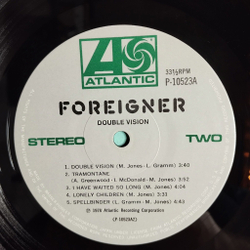 ATLANTIC
33⅓RPM
P-10523A
FOREIGNER
DOUBLE VISION
STEREO
TWO
1. DOUBLE VISION (M. Jones-L. Gramm) 3:40
2. TRAMONTANE
(A. Greenwood-I. McDonald-M. Jones) 3:52
3. I HAVE WAITED SO LONG (M. Jones) 4:04
4. LONELY CHILDREN (M. Jones) 3:33
5. SPELLBINDER (L. Gramm-M. Jones) 4:48
Ⓟ 1978 Atlantic Recording Corporation
(P 10523A2)